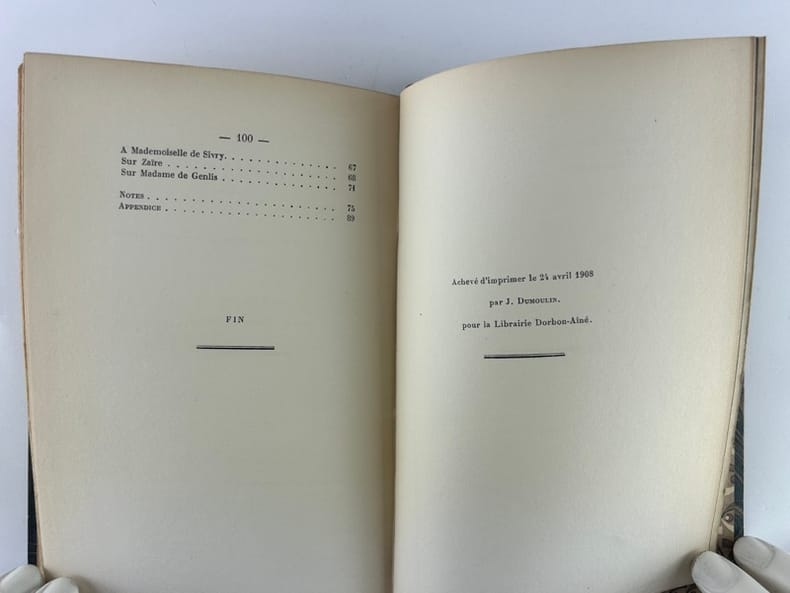 — 100 —
A Mademoiselle de Sivry. . . . . . . . . . . . . . 67
Sur Zaïre . . . . . . . . . . . . . . . . . . . . 68
Sur Madame de Genlis . . . . . . . . . . . . . . 71
NOTES . . . . . . . . . . . . . . . . . . . . . . 75
APPENDICE . . . . . . . . . . . . . . . . . . . . 89
FIN
Achevé d'imprimer le 24 avril 1908
par J. DUMOULIN.
pour la Librairie Dorbon-Aîné.